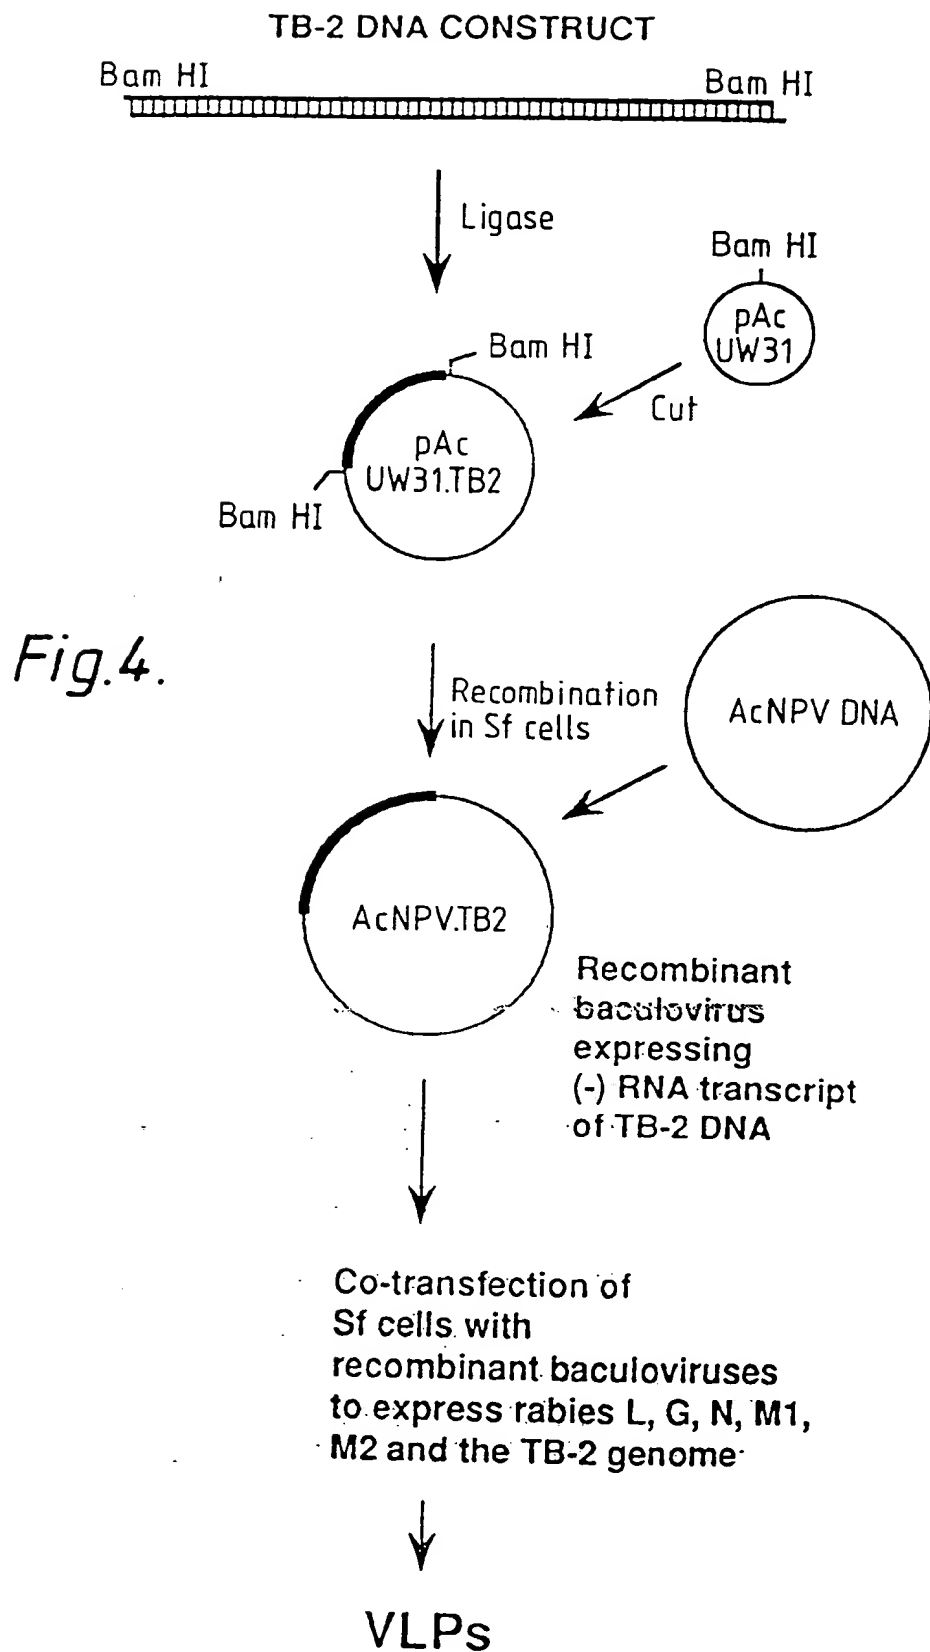 TB-2 DNA CONSTRUCT
Bam HI
Bam HI
Ligase
Bam HI
pAc
UW31
Cut
Bam HI
pAc
UW31.TB2
Bam HI
Fig.4.
Recombination
in Sf cells
AcNPV DNA
AcNPV.TB2
Recombinant
baculovirus
expressing
(-) RNA transcript
of TB-2 DNA
Co-transfection of
Sf cells with
recombinant baculoviruses
to express rabies L, G, N, M1,
M2 and the TB-2 genome
VLPs